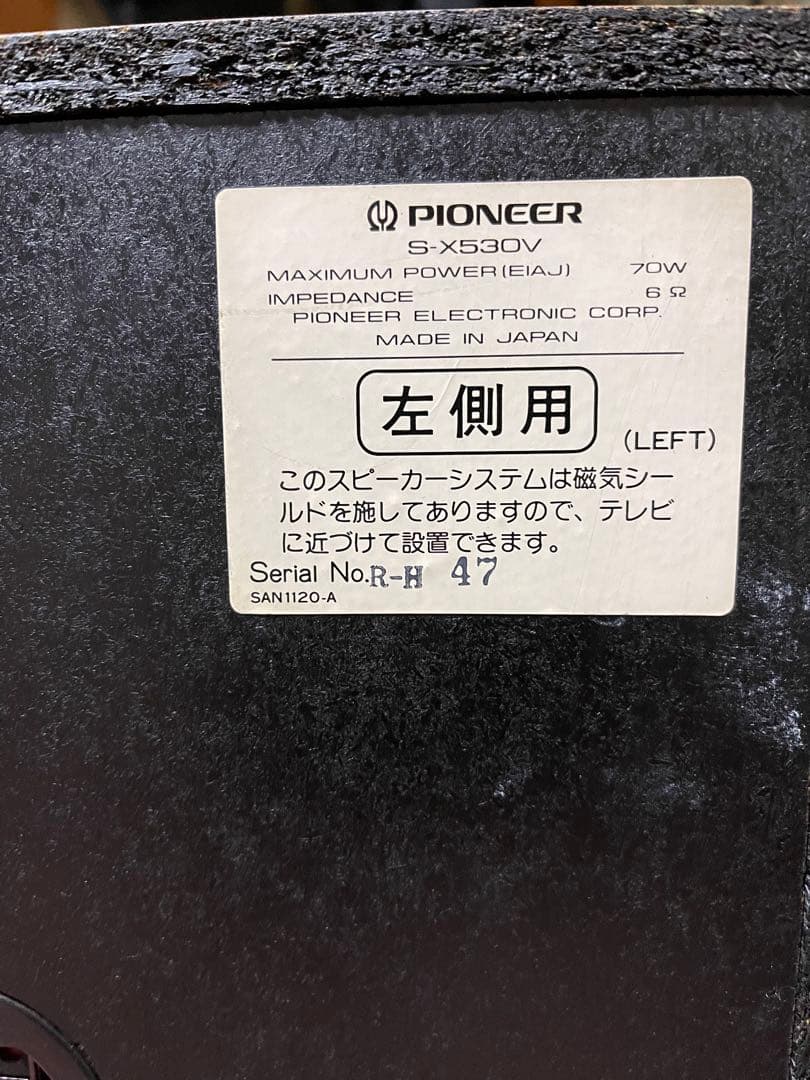 PIONEER
S-X530V
MAXIMUM POWER(EIAJ) 70W
IMPEDANCE 6Ω
PIONEER ELECTRONIC CORP.
MADE IN JAPAN
左側用
(LEFT)
このスピーカーシステムは磁気シー
ルドを施してありますので、テレビ
に近づけて設置できます。
Serial No.R-H 47
SAN1120-A